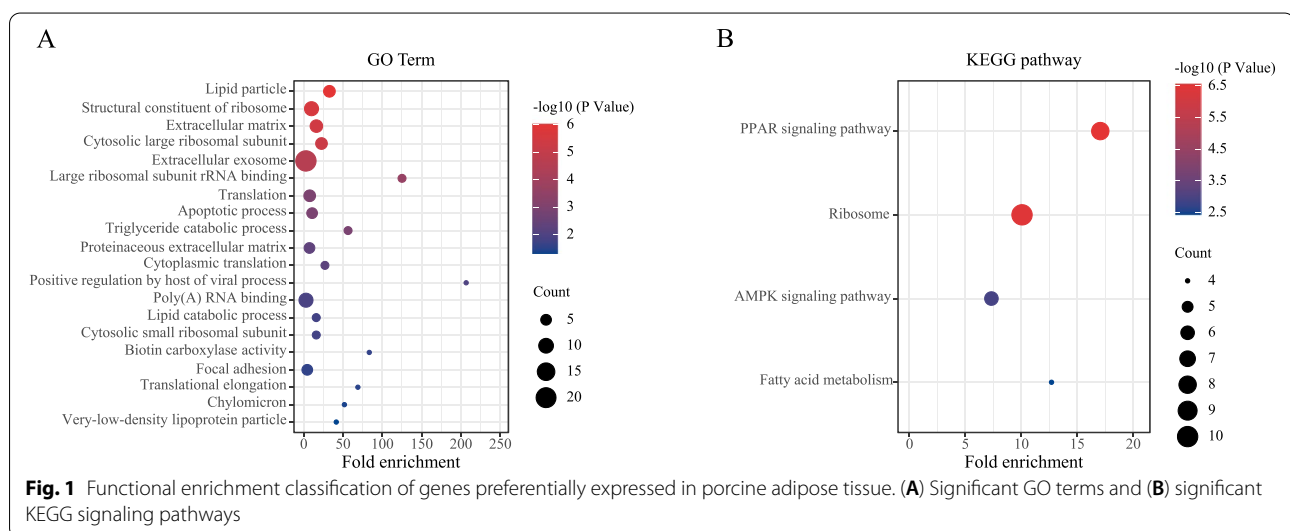 A
GO Term
Lipid particle
Structural constituent of ribosome
Extracellular matrix
Cytosolic large ribosomal subunit
Extracellular exosome
Large ribosomal subunit rRNA binding
Translation
Apoptotic process
Triglyceride catabolic process
Proteinaceous extracellular matrix
Cytoplasmic translation
Positive regulation by host of viral process
Poly(A) RNA binding
Lipid catabolic process
Cytosolic small ribosomal subunit
Biotin carboxylase activity
Focal adhesion
Translational elongation
Chylomicron
Very-low-density lipoprotein particle
0 50 100 150 200 250
Fold enrichment
-log10 (P Value)
6
5
4
3
2
Count
5
10
15
20
B
KEGG pathway
PPAR signaling pathway
Ribosome
AMPK signaling pathway
Fatty acid metabolism
0 5 10 15 20
Fold enrichment
-log10 (P Value)
6.5
5.5
4.5
3.5
2.5
Count
4
5
6
7
8
9
10
Fig. 1 Functional enrichment classification of genes preferentially expressed in porcine adipose tissue. (A) Significant GO terms and (B) significant
KEGG signaling pathways